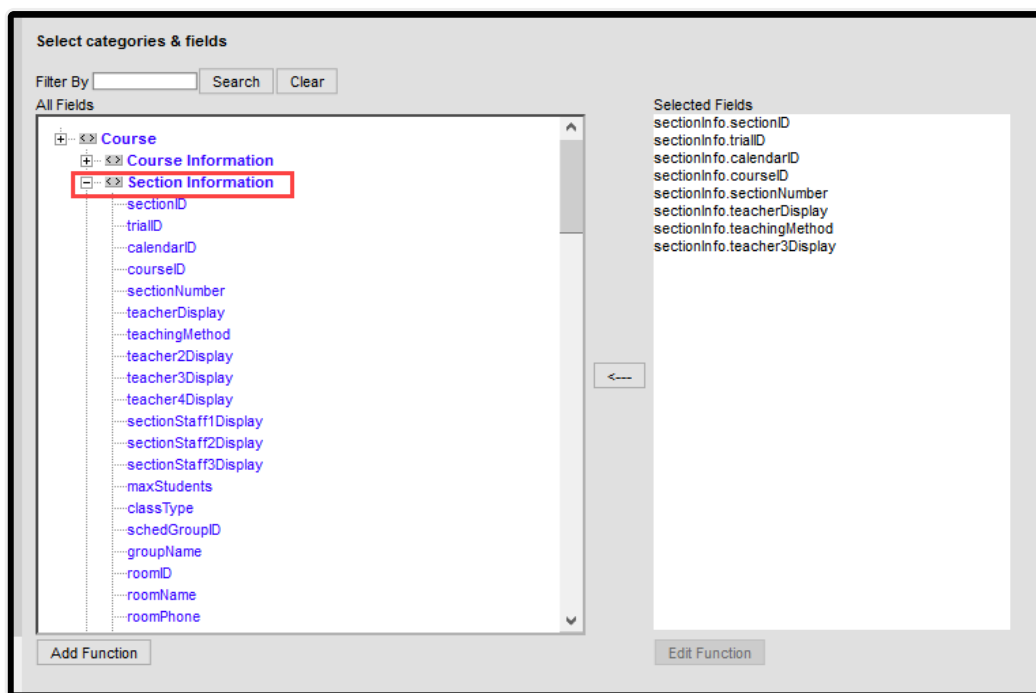 Select categories & fields
Filter By
Search
Clear
All Fields
Course
Course Information
Section Information
sectionID
trialID
calendarID
courseID
sectionNumber
teacherDisplay
teachingMethod
teacher2Display
teacher3Display
teacher4Display
sectionStaff1Display
sectionStaff2Display
sectionStaff3Display
maxStudents
classType
schedGroupID
groupName
roomID
roomName
roomPhone
Add Function
<---
Selected Fields
sectionInfo.sectionID
sectionInfo.trialID
sectionInfo.calendarID
sectionInfo.courseID
sectionInfo.sectionNumber
sectionInfo.teacherDisplay
sectionInfo.teachingMethod
sectionInfo.teacher3Display
Edit Function